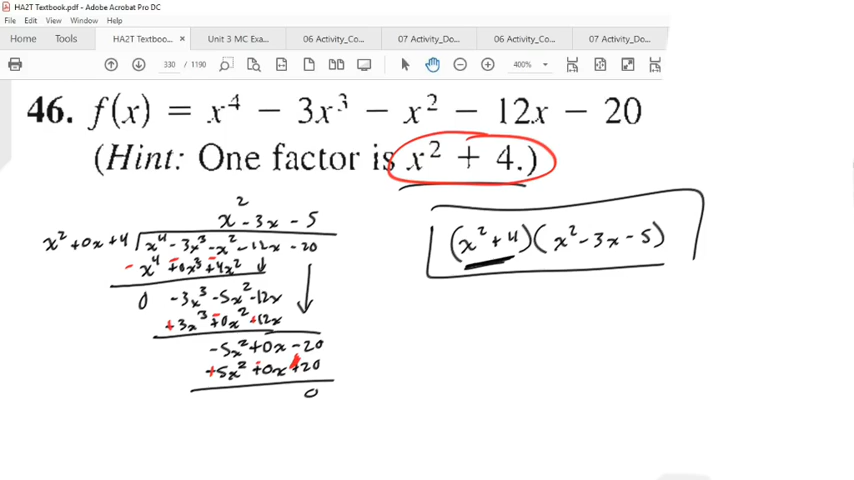 HA2T Textbook.pdf - Adobe Acrobat Pro DC
File Edit View Window Help
Home Tools HA2T Textboo... × Unit 3 MC Exa... 06 Activity_Co... 07 Activity_Do... 06 Activity_Co... 07 Activity_Do...
330 / 1190 400%
46. f(x) = x⁴ − 3x³ − x² − 12x − 20
(Hint: One factor is x² + 4.)
x² - 3x - 5
x² + 0x + 4 x⁴ - 3x³ - x² - 12x - 20
- x⁴ + 0x³ + 4x²
0 - 3x³ - 5x² - 12x
+ 3x³ + 0x² + 12x
- 5x² + 0x - 20
+ 5x² + 0x + 20
0
(x² + 4)(x² - 3x - 5)